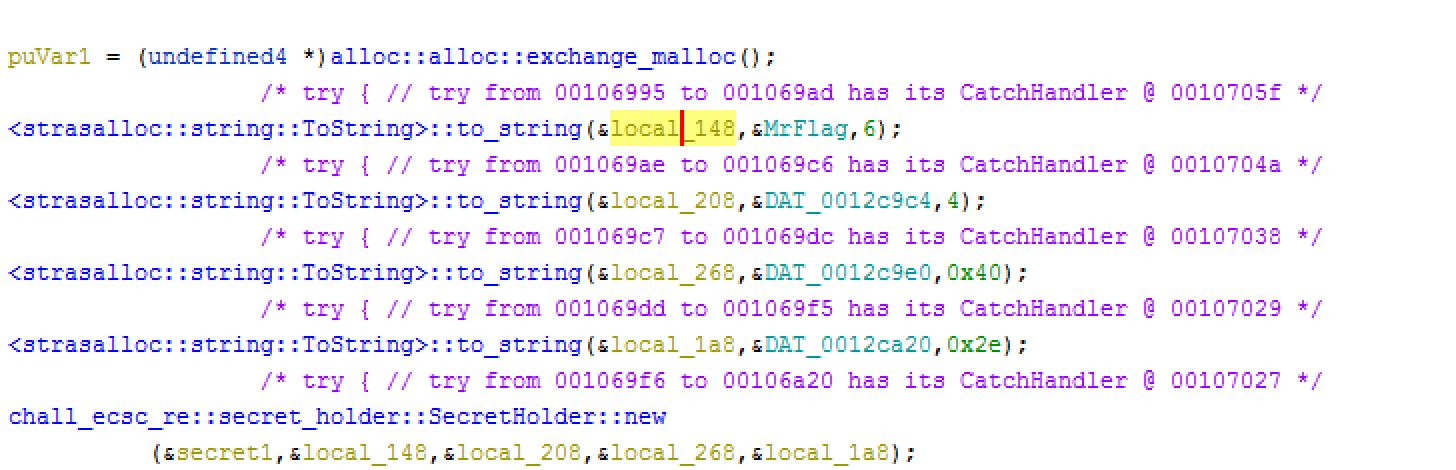 puVar1 = (undefined4 *)alloc::alloc::exchange_malloc();
/* try { // try from 00106995 to 001069ad has its CatchHandler @ 0010705f */
<strasalloc::string::ToString>::to_string(&local_148,&MrFlag,6);
/* try { // try from 001069ae to 001069c6 has its CatchHandler @ 0010704a */
<strasalloc::string::ToString>::to_string(&local_208,&DAT_0012c9c4,4);
/* try { // try from 001069c7 to 001069dc has its CatchHandler @ 00107038 */
<strasalloc::string::ToString>::to_string(&local_268,&DAT_0012c9e0,0x40);
/* try { // try from 001069dd to 001069f5 has its CatchHandler @ 00107029 */
<strasalloc::string::ToString>::to_string(&local_1a8,&DAT_0012ca20,0x2e);
/* try { // try from 001069f6 to 00106a20 has its CatchHandler @ 00107027 */
chall_ecsc_re::secret_holder::SecretHolder::new
(&secret1,&local_148,&local_208,&local_268,&local_1a8);